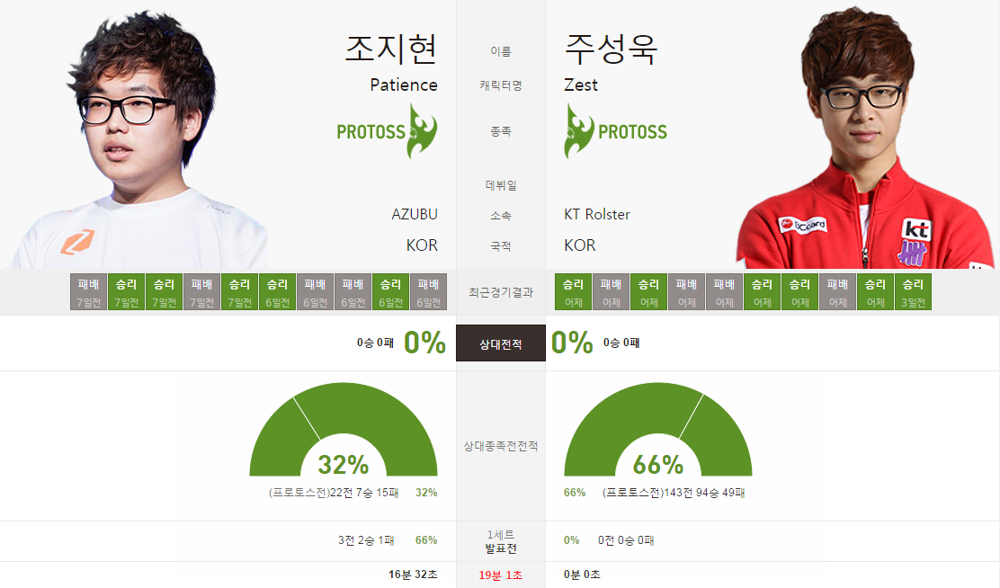 조지현 이름 주성욱
Patience 캐릭터명 Zest
PROTOSS 종족 PROTOSS
데뷔일
AZUBU 소속 KT Rolster
KOR 국적 KOR
BCcard
kt
패배 승리 승리 패배 승리 승리 패배 패배 승리 패배 최근경기결과 승리 패배 승리 패배 패배 승리 승리 패배 승리 승리
7일전 7일전 7일전 7일전 7일전 6일전 6일전 6일전 6일전 6일전 어제 어제 어제 어제 어제 어제 어제 어제 어제 3일전
0승 0패 0% 상대전적 0% 0승 0패
상대종족전전적
32% 66%
(프로토스전)22전 7승 15패 32% 66% (프로토스전)143전 94승 49패
3전 2승 1패 66% 1세트 0% 0전 0승 0패
발표전
16분 32초 19분 1초 0분 0초